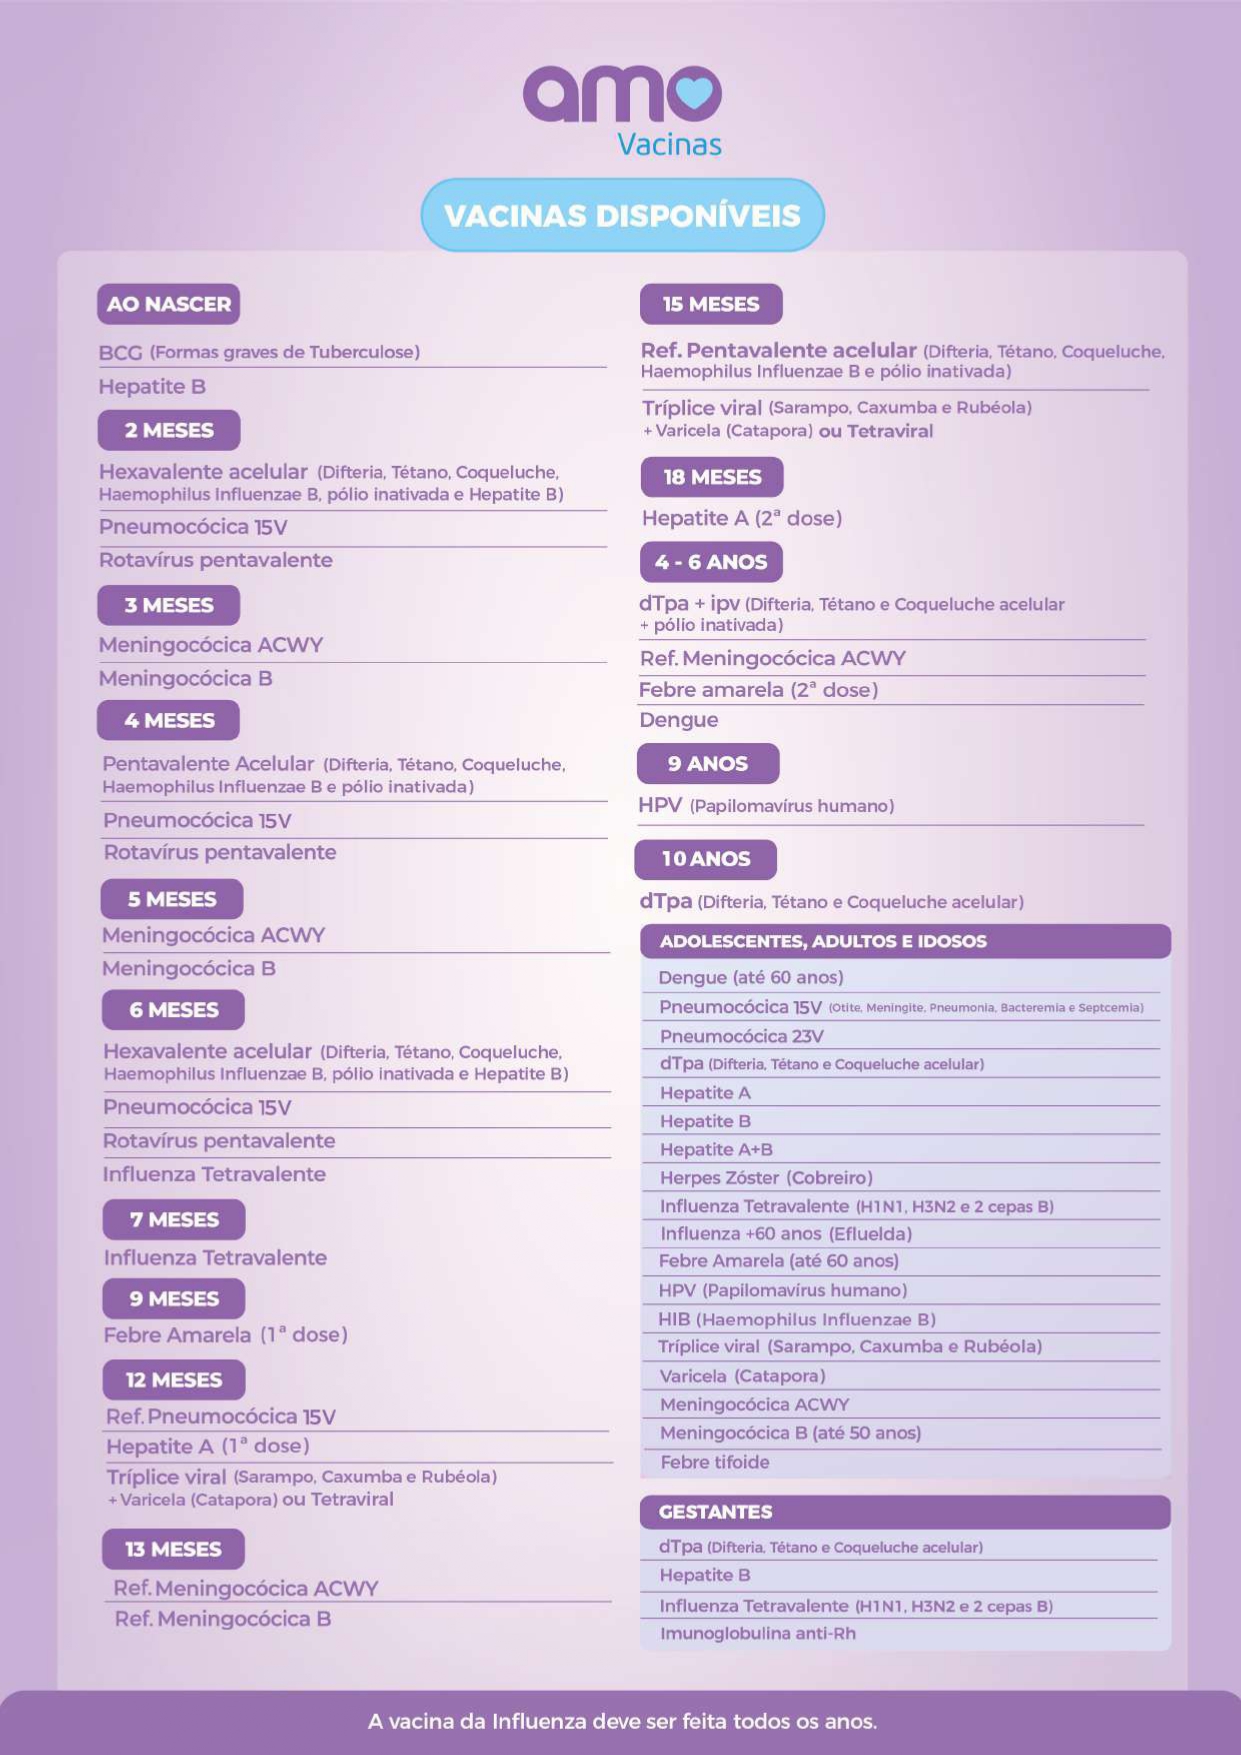 amo
Vacinas
VACINAS DISPONÍVEIS
AO NASCER
BCG (Formas graves de Tuberculose)
Hepatite B
2 MESES
Hexavalente acelular (Difteria, Tétano, Coqueluche,
Haemophilus Influenzae B, pólio inativada e Hepatite B)
Pneumocócica 15V
Rotavírus pentavalente
3 MESES
Meningocócica ACWY
Meningocócica B
4 MESES
Pentavalente Acelular (Difteria, Tétano, Coqueluche,
Haemophilus Influenzae B e pólio inativada)
Pneumocócica 15V
Rotavírus pentavalente
5 MESES
Meningocócica ACWY
Meningocócica B
6 MESES
Hexavalente acelular (Difteria, Tétano, Coqueluche,
Haemophilus Influenzae B, pólio inativada e Hepatite B)
Pneumocócica 15V
Rotavírus pentavalente
Influenza Tetravalente
7 MESES
Influenza Tetravalente
9 MESES
Febre Amarela (1ª dose)
12 MESES
Ref. Pneumocócica 15V
Hepatite A (1ª dose)
Tríplice viral (Sarampo, Caxumba e Rubéola)
+ Varicela (Catapora) ou Tetraviral
13 MESES
Ref. Meningocócica ACWY
Ref. Meningocócica B
15 MESES
Ref. Pentavalente acelular (Difteria, Tétano, Coqueluche,
Haemophilus Influenzae B e pólio inativada)
Tríplice viral (Sarampo, Caxumba e Rubéola)
+ Varicela (Catapora) ou Tetraviral
18 MESES
Hepatite A (2ª dose)
4 - 6 ANOS
dTpa + ipv (Difteria, Tétano e Coqueluche acelular
+ pólio inativada)
Ref. Meningocócica ACWY
Febre amarela (2ª dose)
Dengue
9 ANOS
HPV (Papilomavírus humano)
10 ANOS
dTpa (Difteria, Tétano e Coqueluche acelular)
ADOLESCENTES, ADULTOS E IDOSOS
Dengue (até 60 anos)
Pneumocócica 15V (Otite, Meningite, Pneumonia, Bacteremia e Septcemia)
Pneumocócica 23V
dTpa (Difteria, Tétano e Coqueluche acelular)
Hepatite A
Hepatite B
Hepatite A+B
Herpes Zóster (Cobreiro)
Influenza Tetravalente (H1N1, H3N2 e 2 cepas B)
Influenza +60 anos (Efluelda)
Febre Amarela (até 60 anos)
HPV (Papilomavírus humano)
HIB (Haemophilus Influenzae B)
Tríplice viral (Sarampo, Caxumba e Rubéola)
Varicela (Catapora)
Meningocócica ACWY
Meningocócica B (até 50 anos)
Febre tifoide
GESTANTES
dTpa (Difteria, Tétano e Coqueluche acelular)
Hepatite B
Influenza Tetravalente (H1N1, H3N2 e 2 cepas B)
Imunoglobulina anti-Rh
A vacina da Influenza deve ser feita todos os anos.